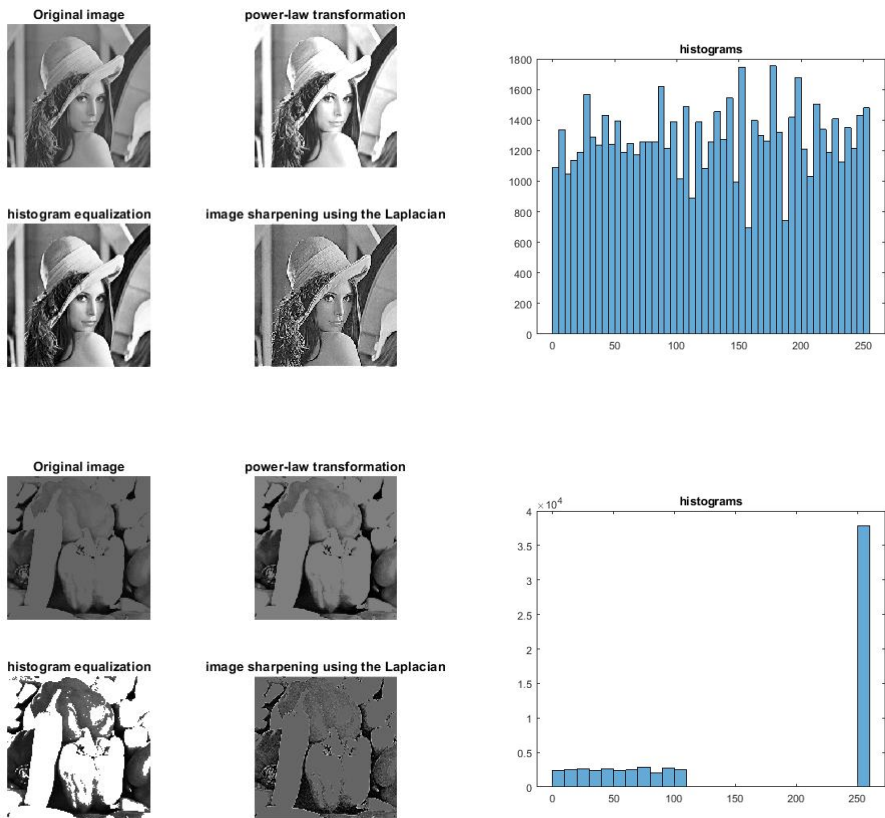 Original image
power-law transformation
histogram equalization
image sharpening using the Laplacian
histograms
1800
1600
1400
1200
1000
800
600
400
200
0
0 50 100 150 200 250
Original image
power-law transformation
histogram equalization
image sharpening using the Laplacian
histograms
×10⁴
4
3.5
3
2.5
2
1.5
1
0.5
0
0 50 100 150 200 250